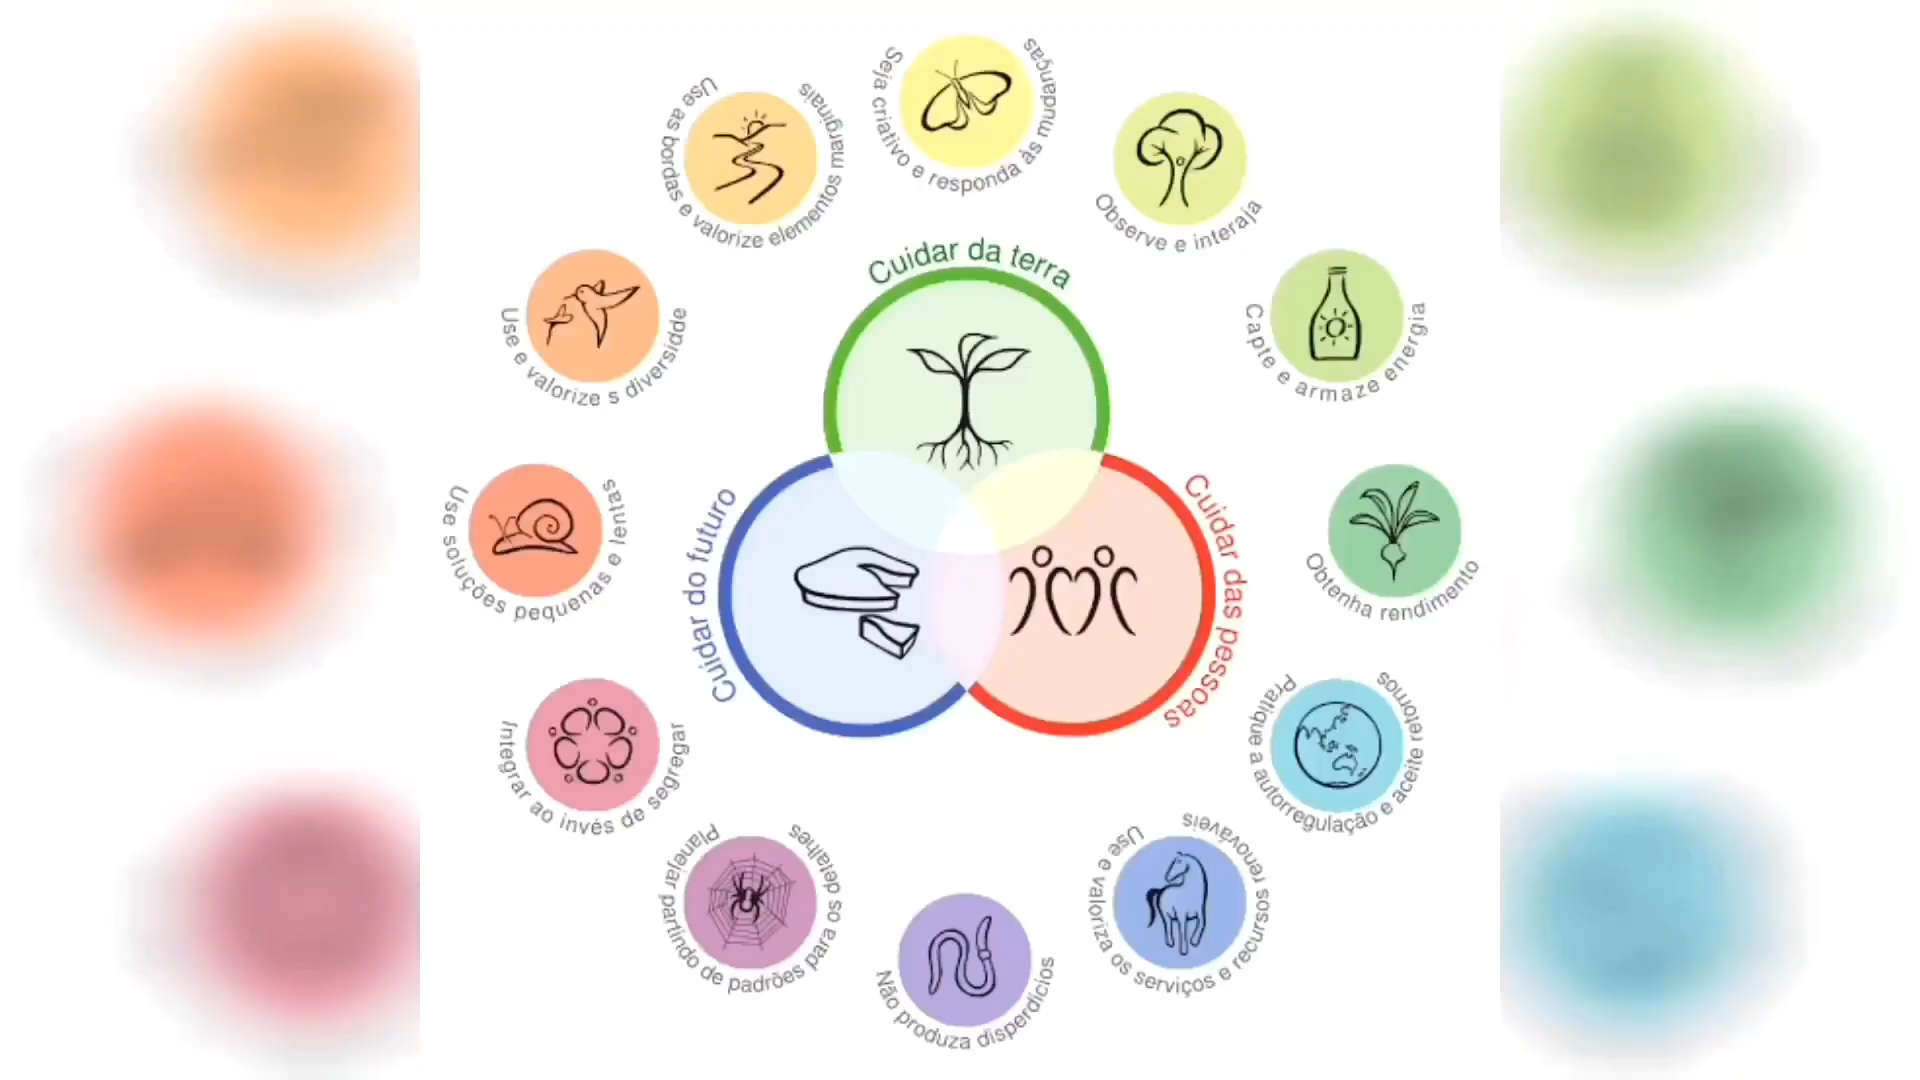 Seja criativo e responda às mudanças
Observe e interaja
Capte e armaze energia
Obtenha rendimento
Pratique a autorregulação e aceite retornos
Use e valoriza os serviços e recursos renováveis
Não produza disperdicios
Planejar partindo de padrões para os detalhes
Integrar ao invés de segregar
Use soluções pequenas e lentas
Use e valorize s diversidde
Use as bordas e valorize elementos marginais
Cuidar da terra
Cuidar das pessoas
Cuidar do futuro